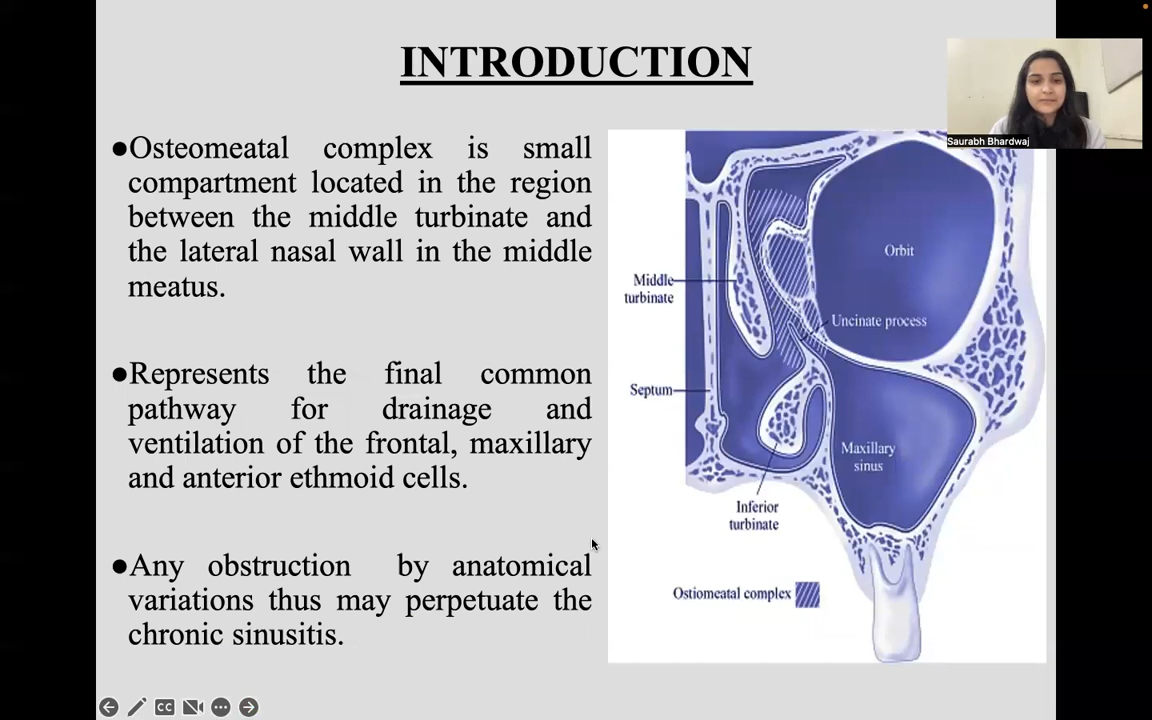 INTRODUCTION
●Osteomeatal complex is small
compartment located in the region
between the middle turbinate and
the lateral nasal wall in the middle
meatus.
●Represents the final common
pathway for drainage and
ventilation of the frontal, maxillary
and anterior ethmoid cells.
●Any obstruction by anatomical
variations thus may perpetuate the
chronic sinusitis.
Saurabh Bhardwaj
Orbit
Middle
turbinate
Uncinate process
Septum
Maxillary
sinus
Inferior
turbinate
Ostiomeatal complex
CC